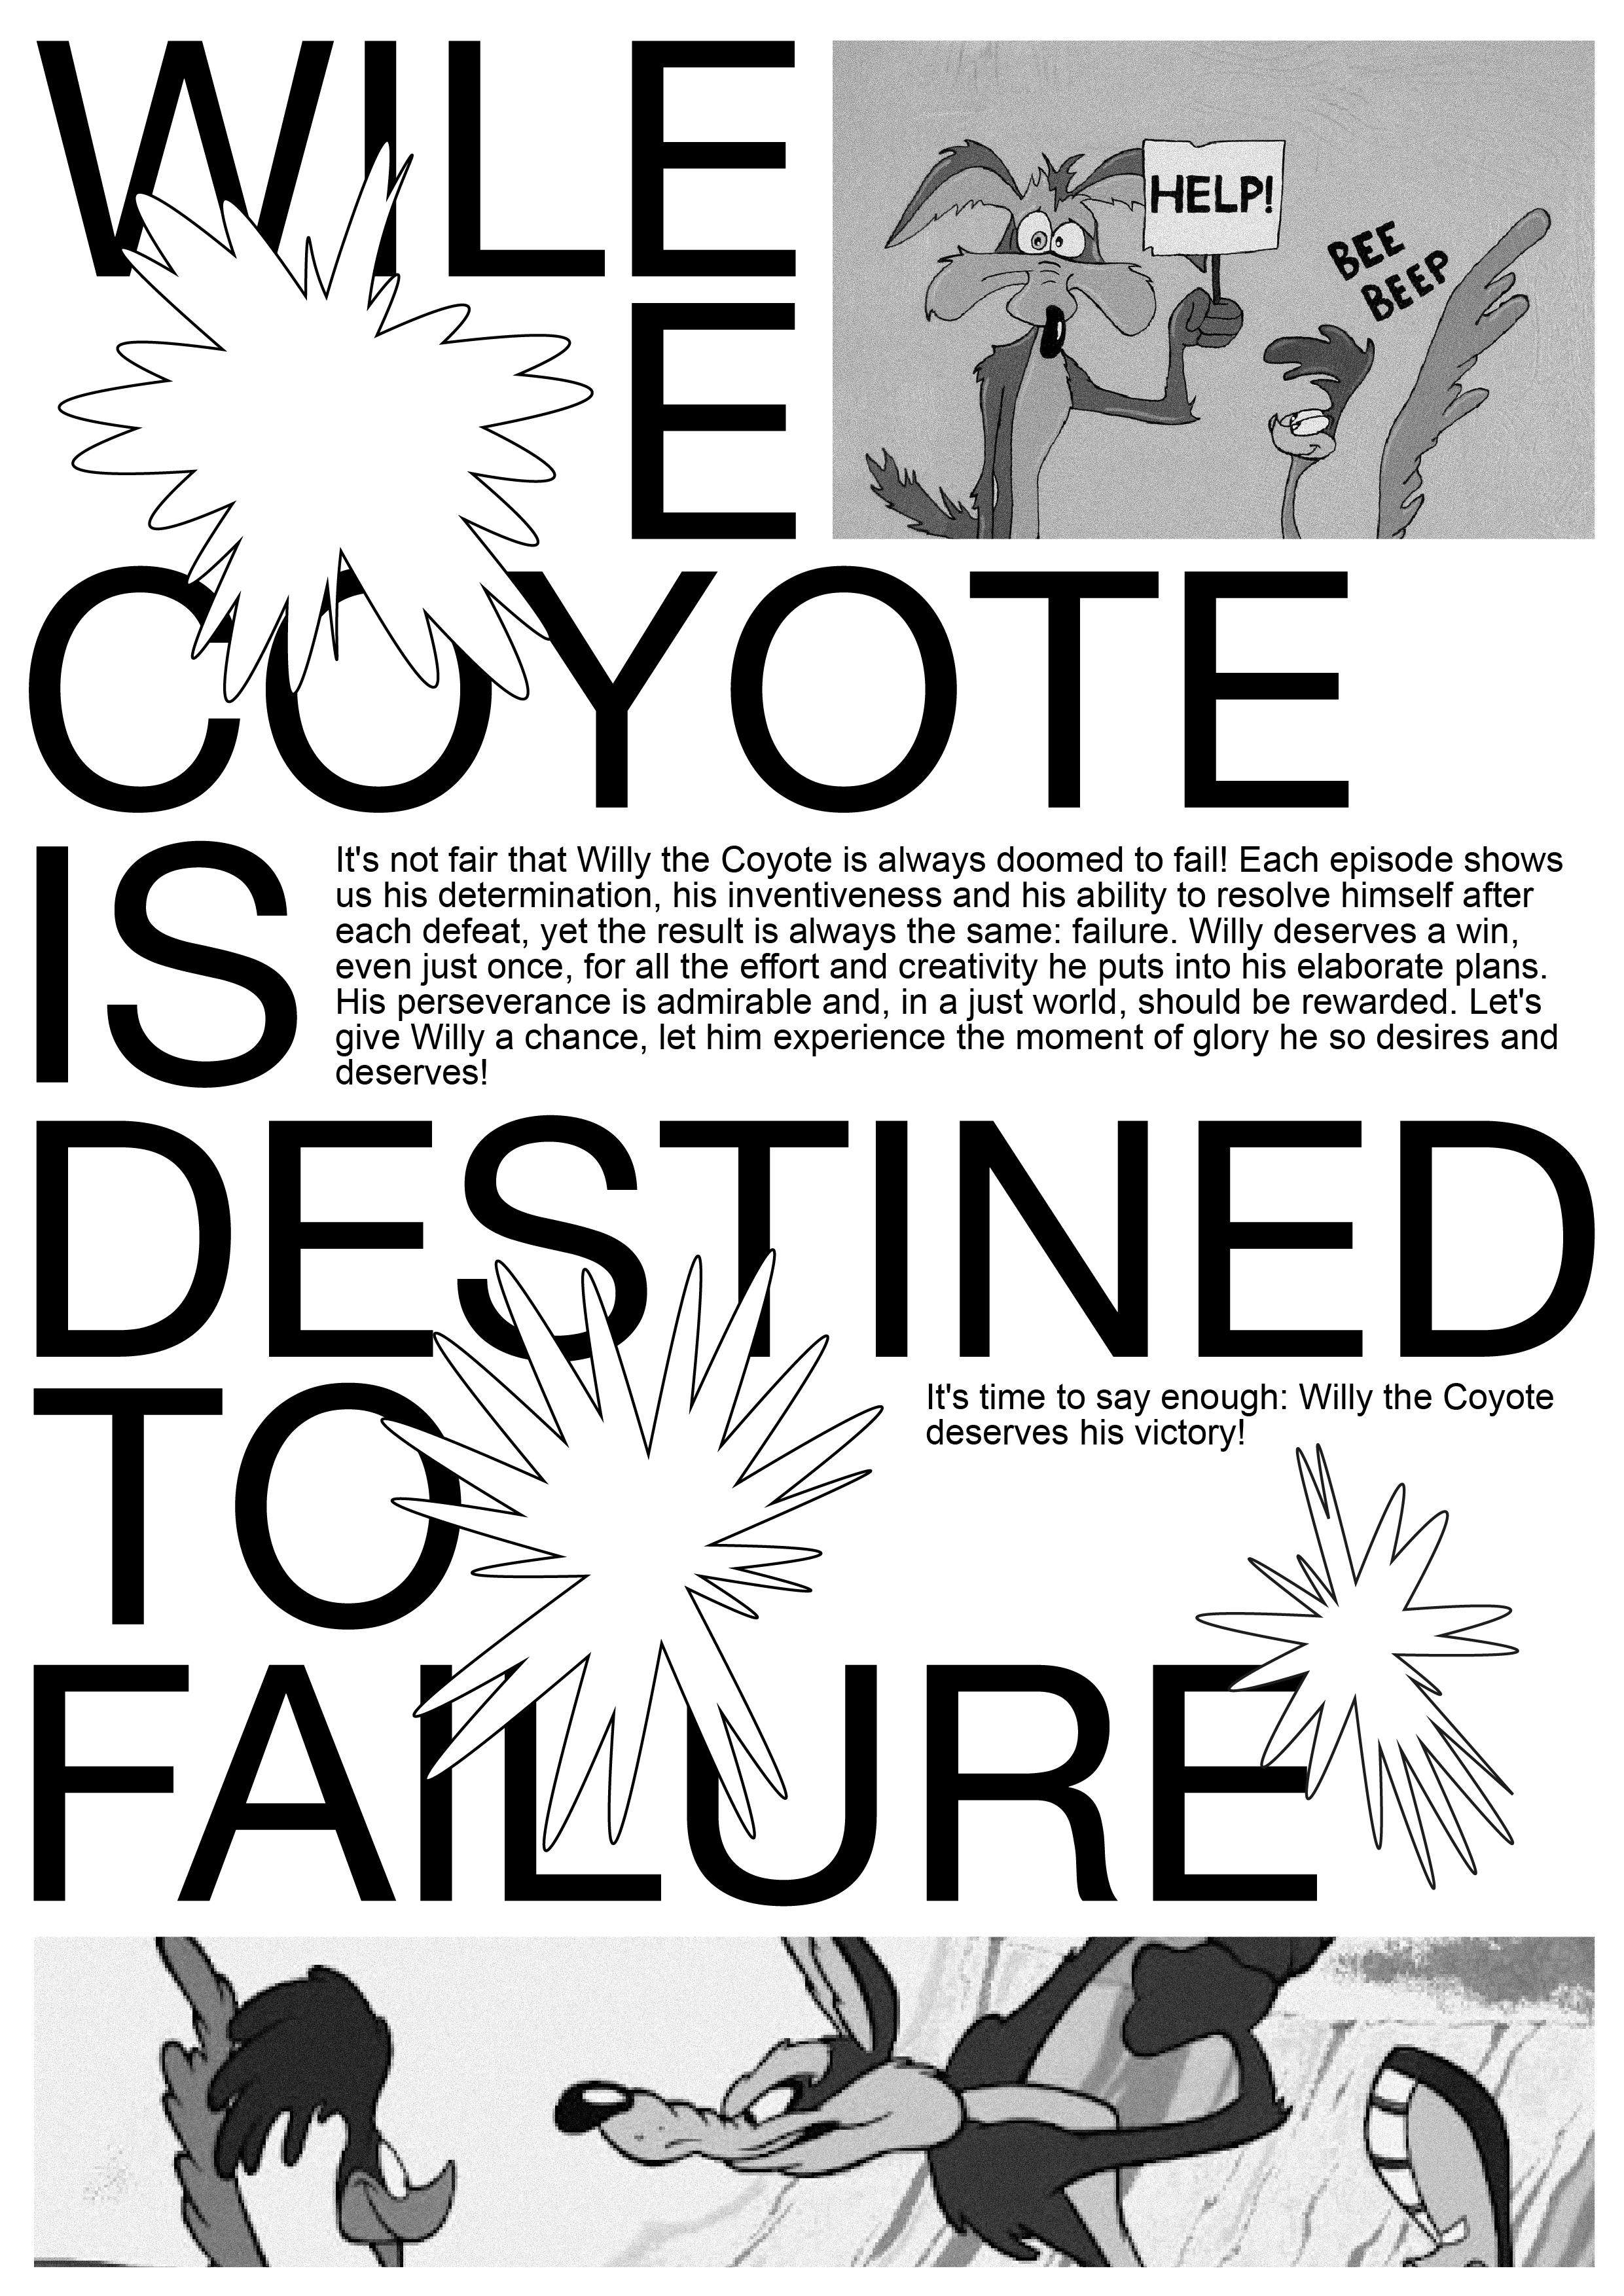 WILE
HELP!
BEE
BEEP
E
COYOTE
IS
It's not fair that Willy the Coyote is always doomed to fail! Each episode shows
us his determination, his inventiveness and his ability to resolve himself after
each defeat, yet the result is always the same: failure. Willy deserves a win,
even just once, for all the effort and creativity he puts into his elaborate plans.
His perseverance is admirable and, in a just world, should be rewarded. Let's
give Willy a chance, let him experience the moment of glory he so desires and
deserves!
DESTINED
TO
It's time to say enough: Willy the Coyote
deserves his victory!
FAILURE